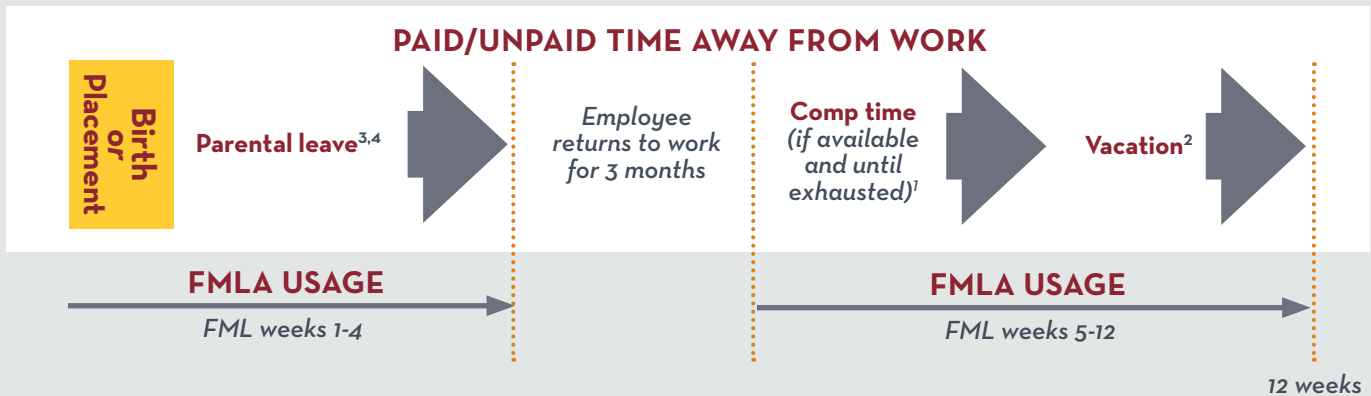 PAID/UNPAID TIME AWAY FROM WORK
Birth
or
Placement
Parental leave3,4
Employee
returns to work
for 3 months
Comp time
(if available
and until
exhausted)1
Vacation2
FMLA USAGE
FML weeks 1-4
FMLA USAGE
FML weeks 5-12
12 weeks